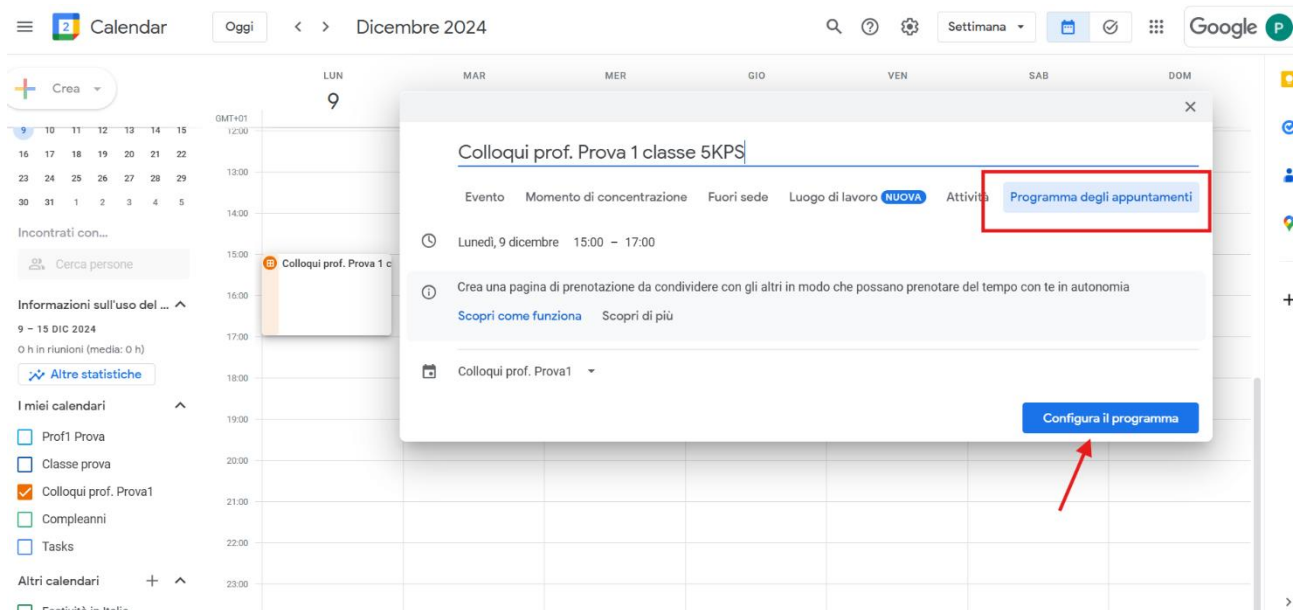 2 Calendar Oggi Dicembre 2024 Settimana Google P
Crea
LUN MAR MER GIO VEN SAB DOM
9
GMT+01
9 10 11 12 13 14 15
16 17 18 19 20 21 22
23 24 25 26 27 28 29
30 31 1 2 3 4 5
Incontrati con...
Cerca persone
Informazioni sull'uso del ...
9 – 15 DIC 2024
0 h in riunioni (media: 0 h)
Altre statistiche
I miei calendari
Prof1 Prova
Classe prova
Colloqui prof. Prova1
Compleanni
Tasks
Altri calendari
Festività in Italia
12:00
13:00
14:00
15:00
16:00
17:00
18:00
19:00
20:00
21:00
22:00
23:00
Colloqui prof. Prova 1 c
Colloqui prof. Prova 1 classe 5KPS
Evento Momento di concentrazione Fuori sede Luogo di lavoro NUOVA Attività Programma degli appuntamenti
Lunedì, 9 dicembre 15:00 – 17:00
Crea una pagina di prenotazione da condividere con gli altri in modo che possano prenotare del tempo con te in autonomia
Scopri come funziona Scopri di più
Colloqui prof. Prova1
Configura il programma